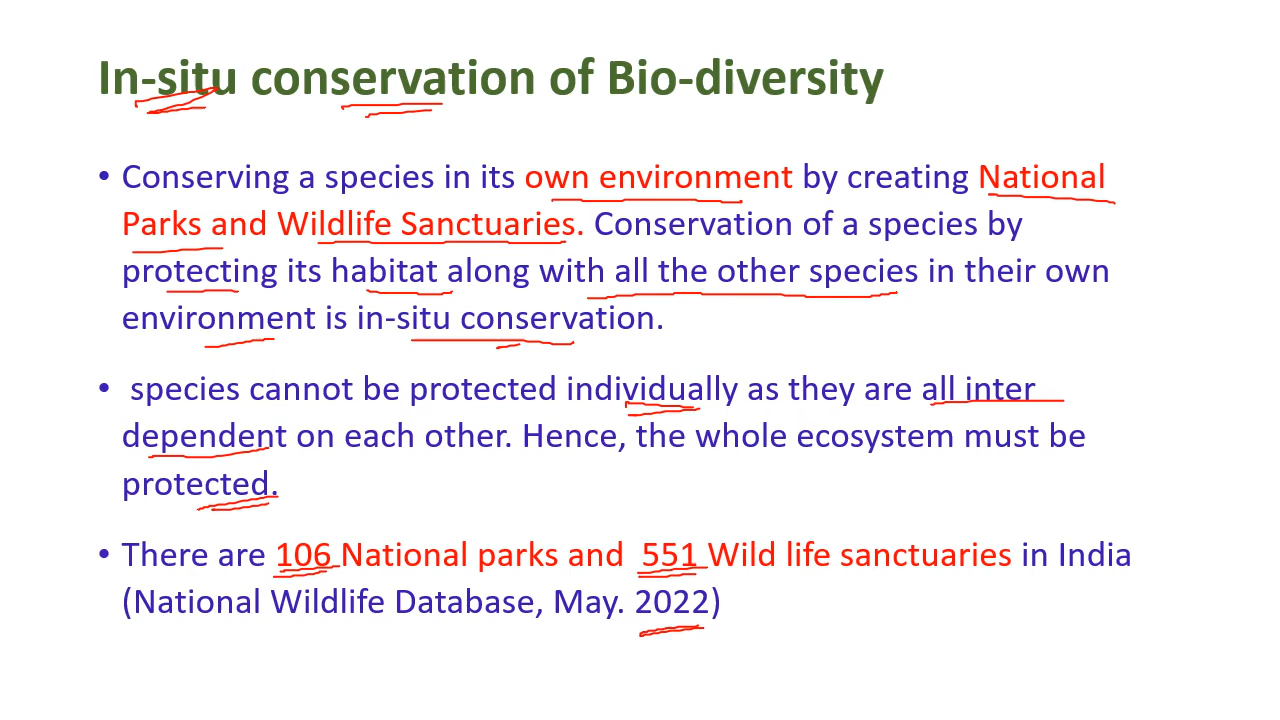 In-situ conservation of Bio-diversity
• Conserving a species in its own environment by creating National
Parks and Wildlife Sanctuaries. Conservation of a species by
protecting its habitat along with all the other species in their own
environment is in-situ conservation.
• species cannot be protected individually as they are all inter
dependent on each other. Hence, the whole ecosystem must be
protected.
• There are 106 National parks and 551 Wild life sanctuaries in India
(National Wildlife Database, May. 2022)